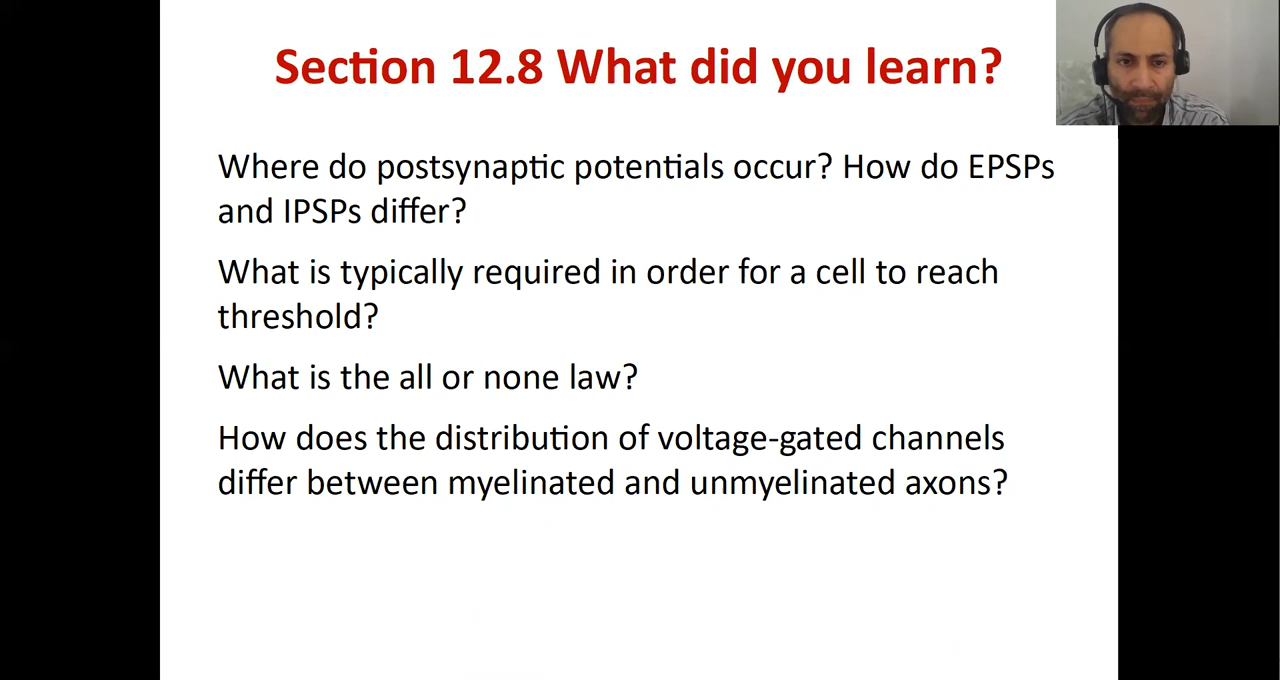 Section 12.8 What did you learn?
Where do postsynaptic potentials occur? How do EPSPs
and IPSPs differ?
What is typically required in order for a cell to reach
threshold?
What is the all or none law?
How does the distribution of voltage-gated channels
differ between myelinated and unmyelinated axons?